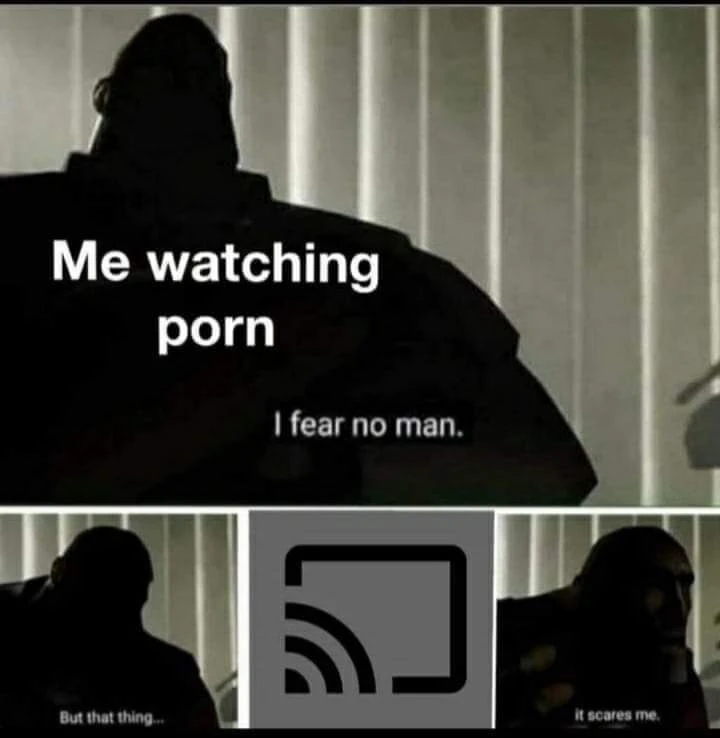 Me watching
porn
I fear no man.
But that thing...
it scares me.